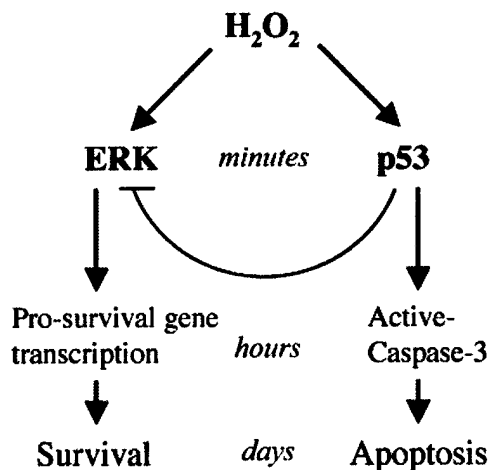 H₂O₂
ERK minutes p53
Pro-survival gene
transcription
hours
Active-
Caspase-3
Survival days Apoptosis